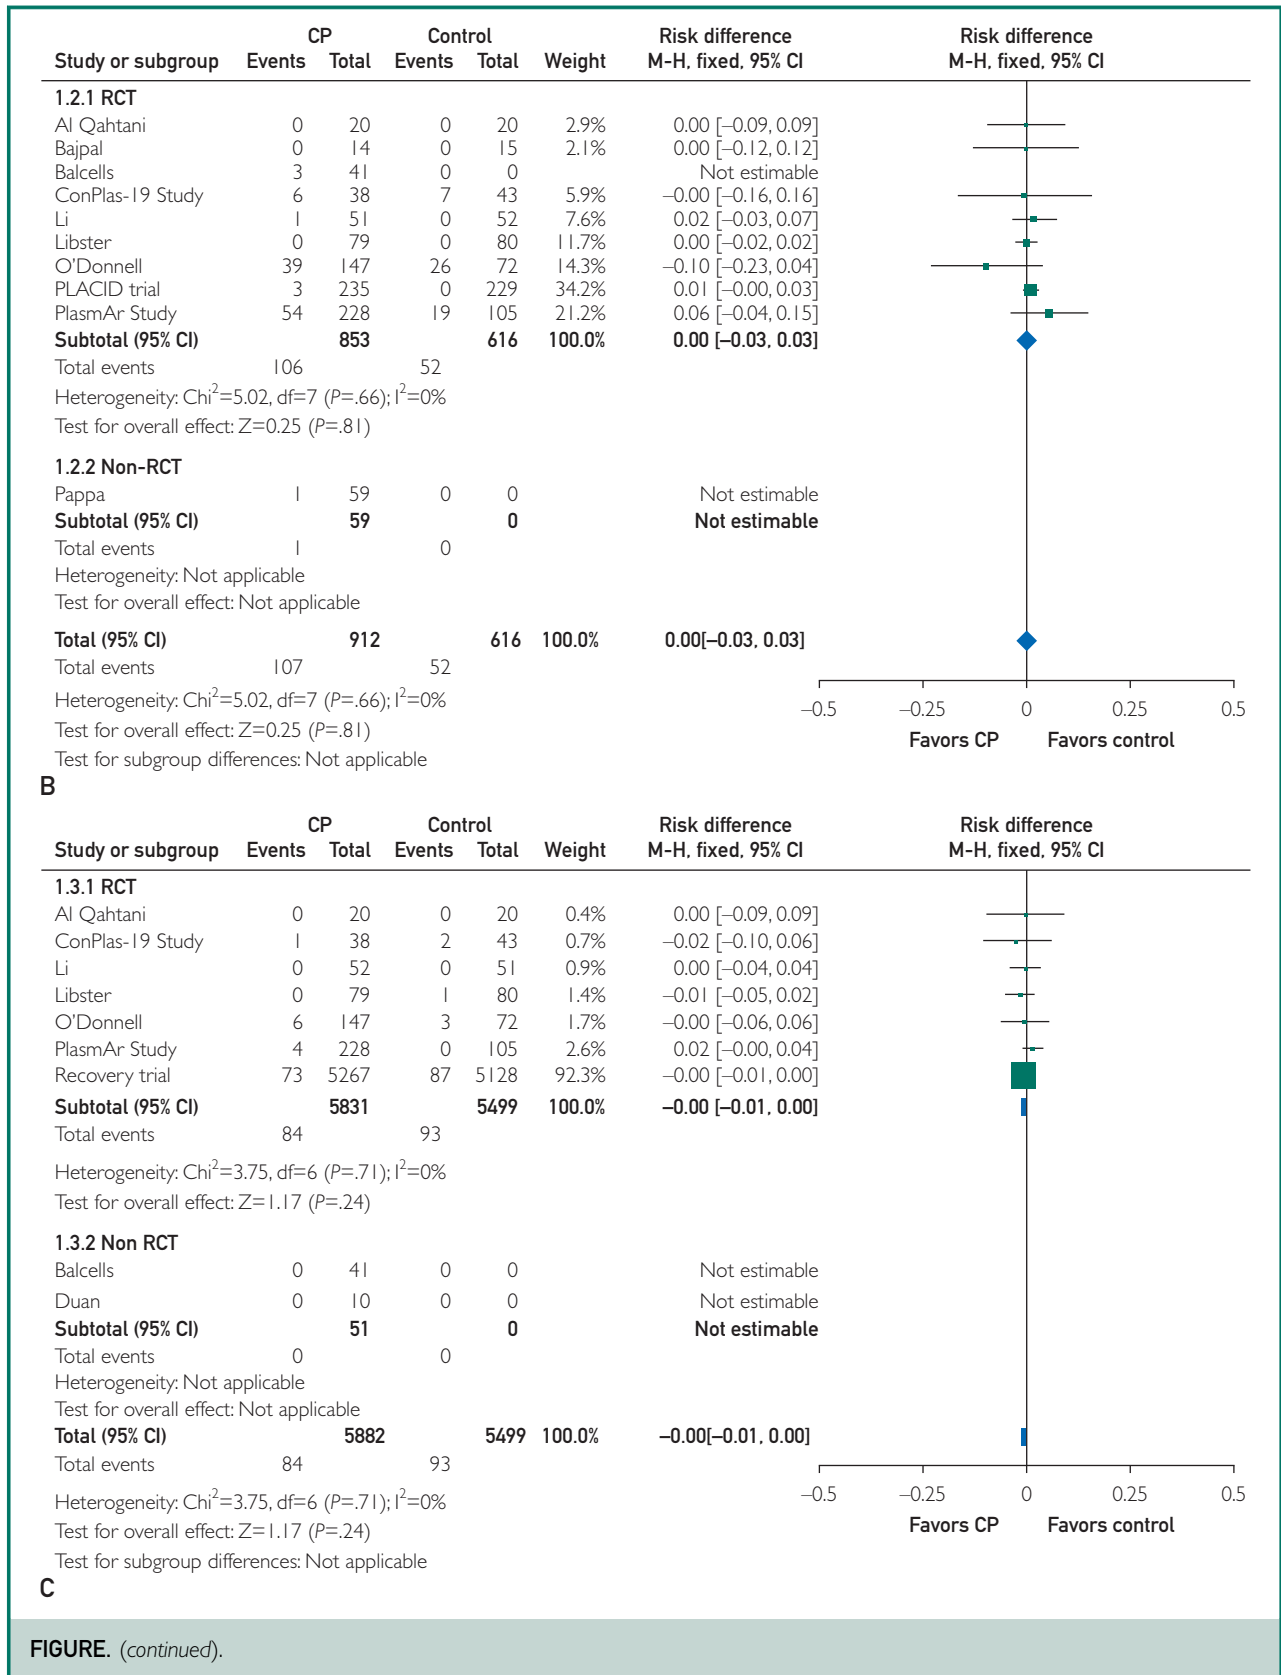 CP Control Risk difference Risk difference
Study or subgroup Events Total Events Total Weight M-H, fixed, 95% CI M-H, fixed, 95% CI
1.2.1 RCT
Al Qahtani 0 20 0 20 2.9% 0.00 [–0.09, 0.09]
Bajpal 0 14 0 15 2.1% 0.00 [–0.12, 0.12]
Balcells 3 41 0 0 Not estimable
ConPlas-19 Study 6 38 7 43 5.9% –0.00 [–0.16, 0.16]
Li 1 51 0 52 7.6% 0.02 [–0.03, 0.07]
Libster 0 79 0 80 11.7% 0.00 [–0.02, 0.02]
O'Donnell 39 147 26 72 14.3% –0.10 [–0.23, 0.04]
PLACID trial 3 235 0 229 34.2% 0.01 [–0.00, 0.03]
PlasmAr Study 54 228 19 105 21.2% 0.06 [–0.04, 0.15]
Subtotal (95% CI) 853 616 100.0% 0.00 [–0.03, 0.03]
Total events 106 52
Heterogeneity: Chi²=5.02, df=7 (P=.66); I²=0%
Test for overall effect: Z=0.25 (P=.81)
1.2.2 Non-RCT
Pappa 1 59 0 0 Not estimable
Subtotal (95% CI) 59 0 Not estimable
Total events 1 0
Heterogeneity: Not applicable
Test for overall effect: Not applicable
Total (95% CI) 912 616 100.0% 0.00[–0.03, 0.03]
Total events 107 52
Heterogeneity: Chi²=5.02, df=7 (P=.66); I²=0%
Test for overall effect: Z=0.25 (P=.81)
Test for subgroup differences: Not applicable
–0.5 –0.25 0 0.25 0.5
Favors CP Favors control
B
CP Control Risk difference Risk difference
Study or subgroup Events Total Events Total Weight M-H, fixed, 95% CI M-H, fixed, 95% CI
1.3.1 RCT
Al Qahtani 0 20 0 20 0.4% 0.00 [–0.09, 0.09]
ConPlas-19 Study 1 38 2 43 0.7% –0.02 [–0.10, 0.06]
Li 0 52 0 51 0.9% 0.00 [–0.04, 0.04]
Libster 0 79 1 80 1.4% –0.01 [–0.05, 0.02]
O'Donnell 6 147 3 72 1.7% –0.00 [–0.06, 0.06]
PlasmAr Study 4 228 0 105 2.6% 0.02 [–0.00, 0.04]
Recovery trial 73 5267 87 5128 92.3% –0.00 [–0.01, 0.00]
Subtotal (95% CI) 5831 5499 100.0% –0.00 [–0.01, 0.00]
Total events 84 93
Heterogeneity: Chi²=3.75, df=6 (P=.71); I²=0%
Test for overall effect: Z=1.17 (P=.24)
1.3.2 Non RCT
Balcells 0 41 0 0 Not estimable
Duan 0 10 0 0 Not estimable
Subtotal (95% CI) 51 0 Not estimable
Total events 0 0
Heterogeneity: Not applicable
Test for overall effect: Not applicable
Total (95% CI) 5882 5499 100.0% –0.00[–0.01, 0.00]
Total events 84 93
Heterogeneity: Chi²=3.75, df=6 (P=.71); I²=0%
Test for overall effect: Z=1.17 (P=.24)
Test for subgroup differences: Not applicable
–0.5 –0.25 0 0.25 0.5
Favors CP Favors control
C
FIGURE. (continued).